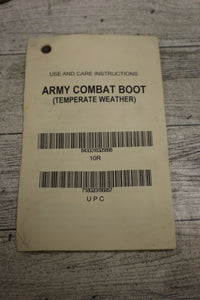 USE AND CARE INSTRUCTIONS
ARMY COMBAT BOOT
(TEMPERATE WEATHER)
10R
UPC